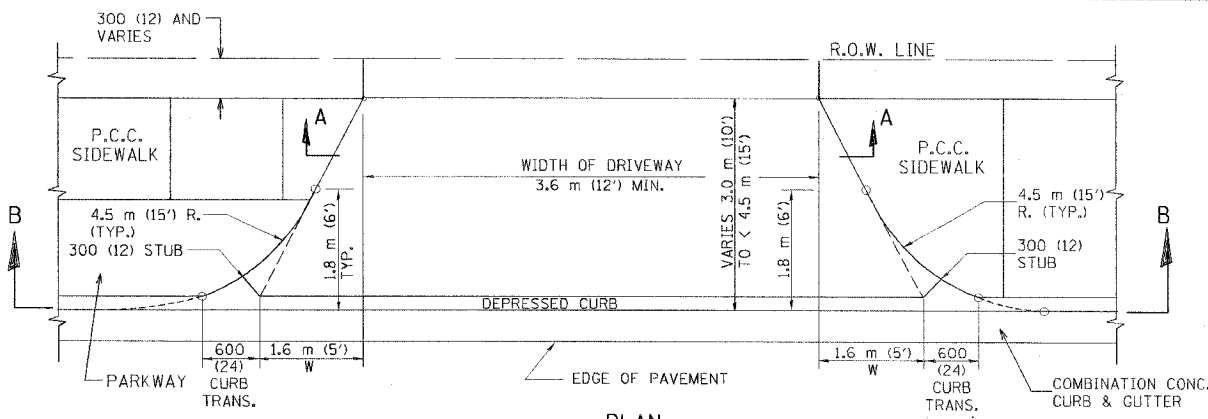 300 (12) AND
VARIES
R.O.W. LINE
A
A
P.C.C.
SIDEWALK
P.C.C.
SIDEWALK
WIDTH OF DRIVEWAY
3.6 m (12') MIN.
VARIES 3.0 m (10')
TO < 4.5 m (15')
B
B
4.5 m (15') R.
(TYP.)
300 (12) STUB
1.8 m (6')
TYP.
1.8 m (6')
4.5 m (15')
R. (TYP.)
300 (12)
STUB
DEPRESSED CURB
600
(24)
CURB
TRANS.
1.6 m (5')
W
1.6 m (5')
W
600
(24)
CURB
TRANS.
PARKWAY
EDGE OF PAVEMENT
COMBINATION CONC.
CURB & GUTTER